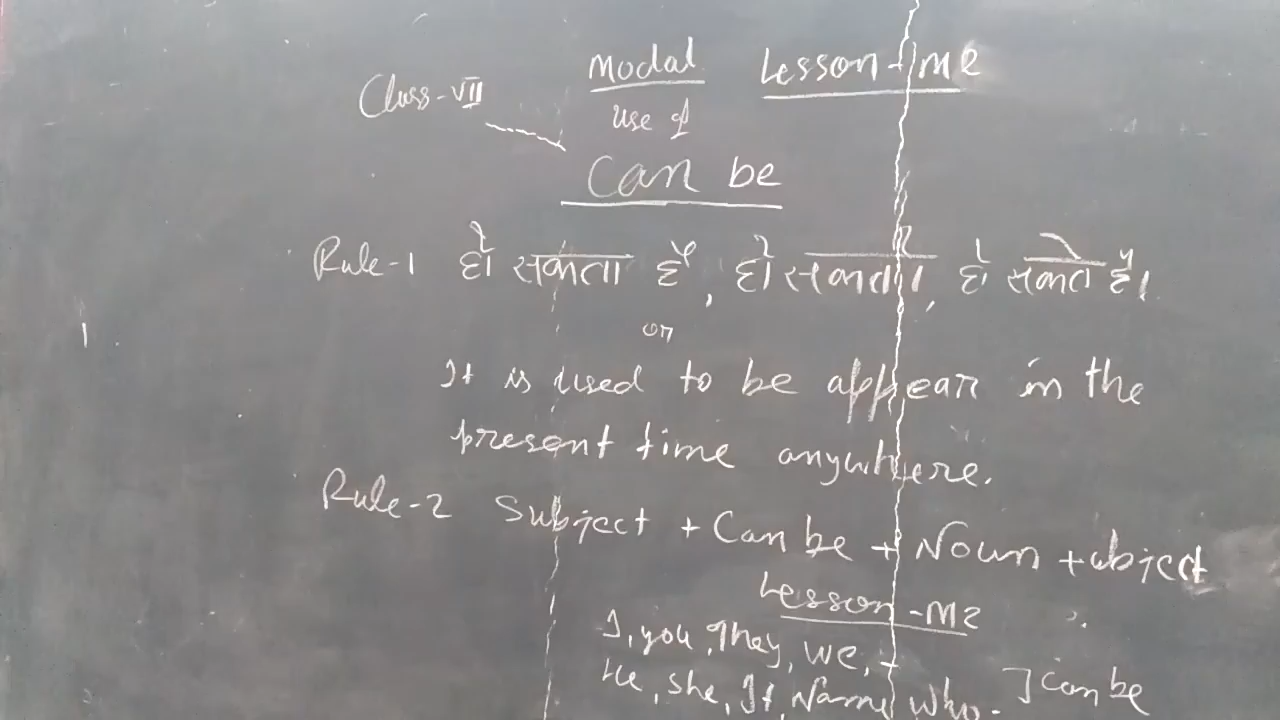 Modal Lesson-M2
Class-VII
Use of
Can be
Rule-1 हो सकता है, हो सकती, हो सकते हैं।
or
It is used to be appear in the
present time anywhere.
Rule-2 Subject + Can be + Noun + object
Lesson-M2
I, you, They, we,
He, she, It, Name, Who. ] Can be